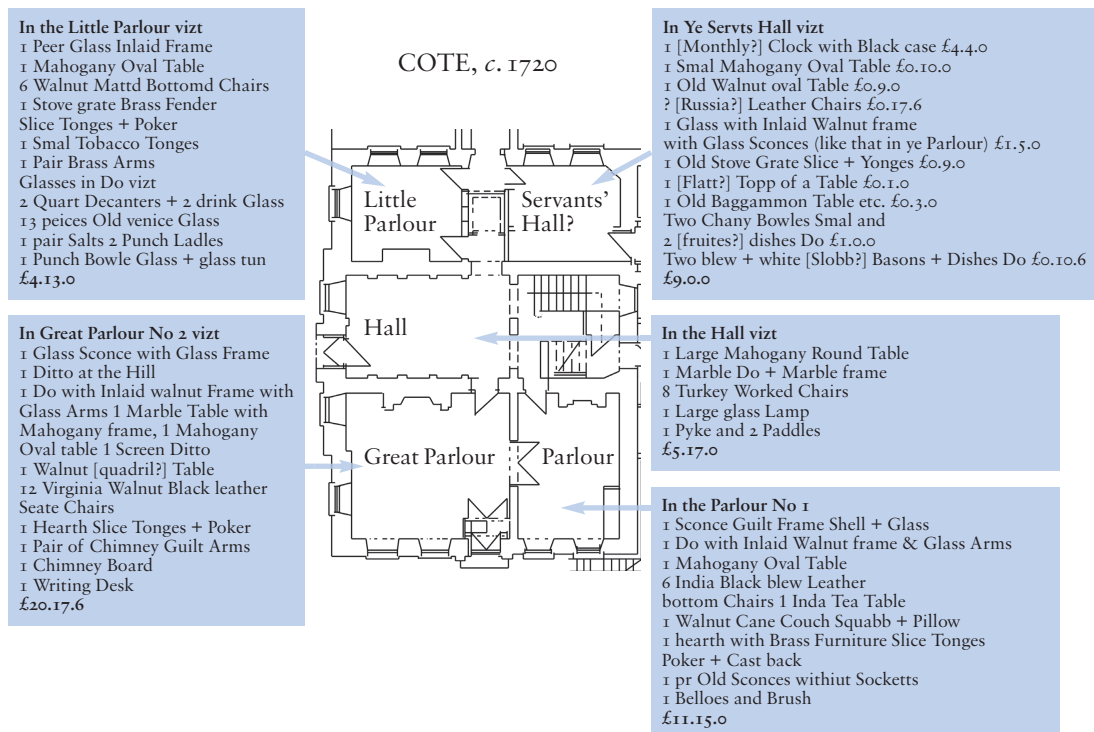 In the Little Parlour vizt
1 Peer Glass Inlaid Frame
1 Mahogany Oval Table
6 Walnut Mattd Bottomd Chairs
1 Stove grate Brass Fender
Slice Tonges + Poker
1 Smal Tobacco Tonges
1 Pair Brass Arms
Glasses in Do vizt
2 Quart Decanters + 2 drink Glass
13 peices Old venice Glass
1 pair Salts 2 Punch Ladles
1 Punch Bowle Glass + glass tun
£4.13.0
In Great Parlour No 2 vizt
1 Glass Sconce with Glass Frame
1 Ditto at the Hill
1 Do with Inlaid walnut Frame with
Glass Arms 1 Marble Table with
Mahogany frame, 1 Mahogany
Oval table 1 Screen Ditto
1 Walnut [quadril?] Table
12 Virginia Walnut Black leather
Seate Chairs
1 Hearth Slice Tonges + Poker
1 Pair of Chimney Guilt Arms
1 Chimney Board
1 Writing Desk
£20.17.6
COTE, c. 1720
Little
Parlour
Servants'
Hall?
Hall
Great Parlour
Parlour
In Ye Servts Hall vizt
1 [Monthly?] Clock with Black case £4.4.0
1 Smal Mahogany Oval Table £0.10.0
1 Old Walnut oval Table £0.9.0
? [Russia?] Leather Chairs £0.17.6
1 Glass with Inlaid Walnut frame
with Glass Sconces (like that in ye Parlour) £1.5.0
1 Old Stove Grate Slice + Yonges £0.9.0
1 [Flatt?] Topp of a Table £0.1.0
1 Old Baggammon Table etc. £0.3.0
Two Chany Bowles Smal and
2 [fruites?] dishes Do £1.0.0
Two blew + white [Slobb?] Basons + Dishes Do £0.10.6
£9.0.0
In the Hall vizt
1 Large Mahogany Round Table
1 Marble Do + Marble frame
8 Turkey Worked Chairs
1 Large glass Lamp
1 Pyke and 2 Paddles
£5.17.0
In the Parlour No 1
1 Sconce Guilt Frame Shell + Glass
1 Do with Inlaid Walnut frame & Glass Arms
1 Mahogany Oval Table
6 India Black blew Leather
bottom Chairs 1 Inda Tea Table
1 Walnut Cane Couch Squabb + Pillow
1 hearth with Brass Furniture Slice Tonges
Poker + Cast back
1 pr Old Sconces withiut Socketts
1 Belloes and Brush
£11.15.0